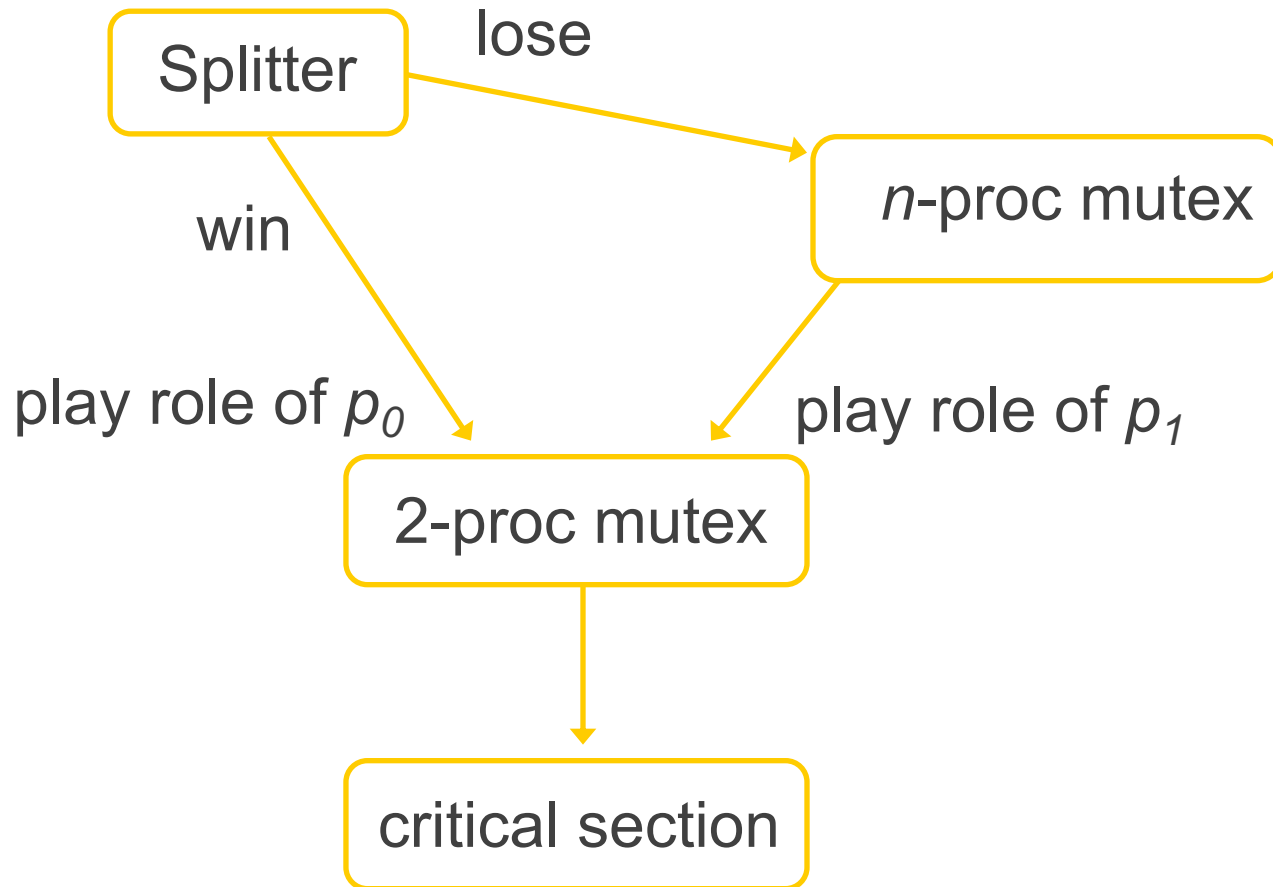 lose
Splitter
n-proc mutex
win
play role of p0
play role of p1
2-proc mutex
critical section